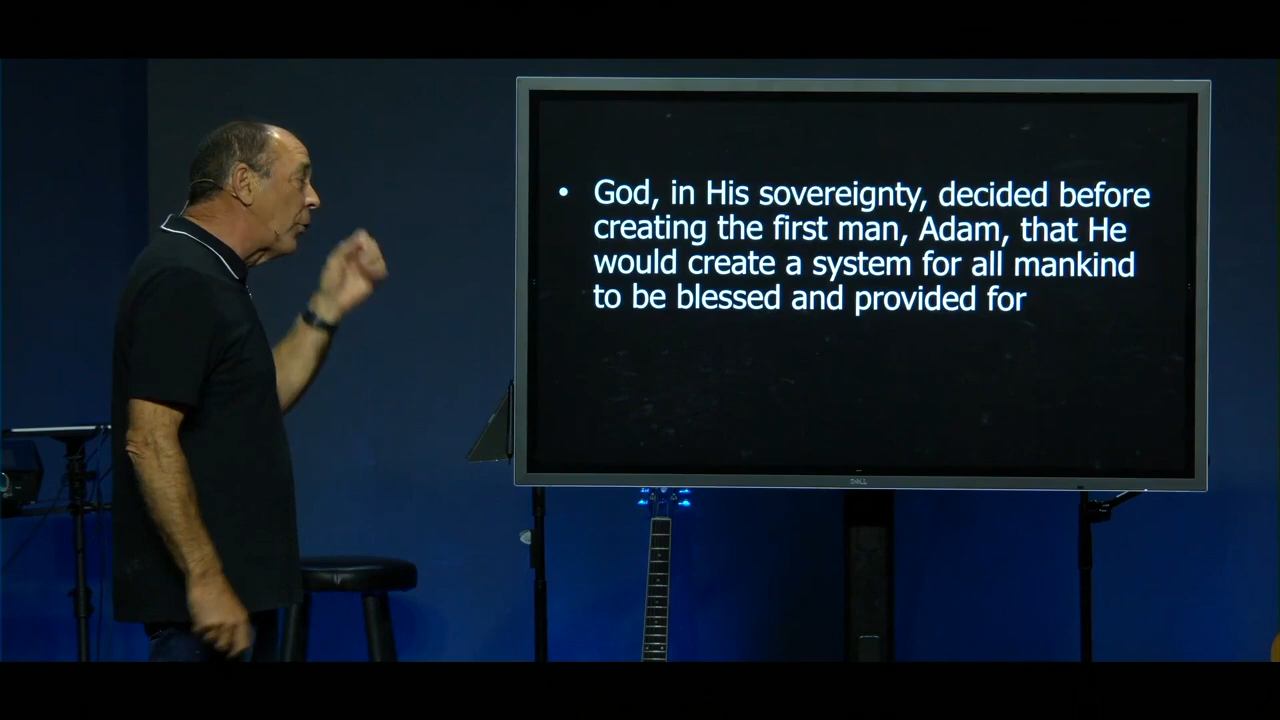 • God, in His sovereignty, decided before
creating the first man, Adam, that He
would create a system for all mankind
to be blessed and provided for
DELL